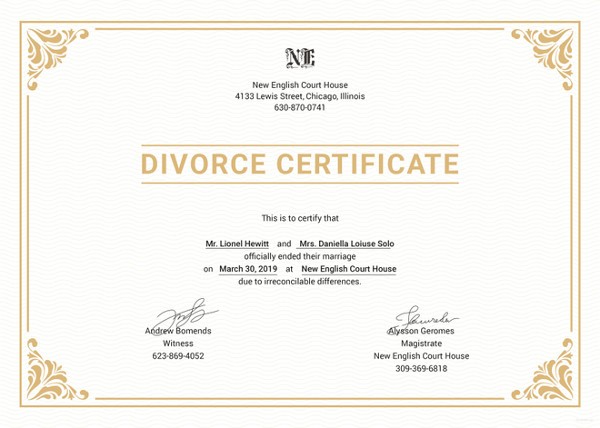 NE
New English Court House
4133 Lewis Street, Chicago, Illinois
630-870-0741
DIVORCE CERTIFICATE
This is to certify that
Mr. Lionel Hewitt and Mrs. Daniella Loiuse Solo
officially ended their marriage
on March 30, 2019 at New English Court House
due to irreconcilable differences.
Andrew Bomends
Witness
623-869-4052
Alysson Geromes
Magistrate
New English Court House
309-369-6818